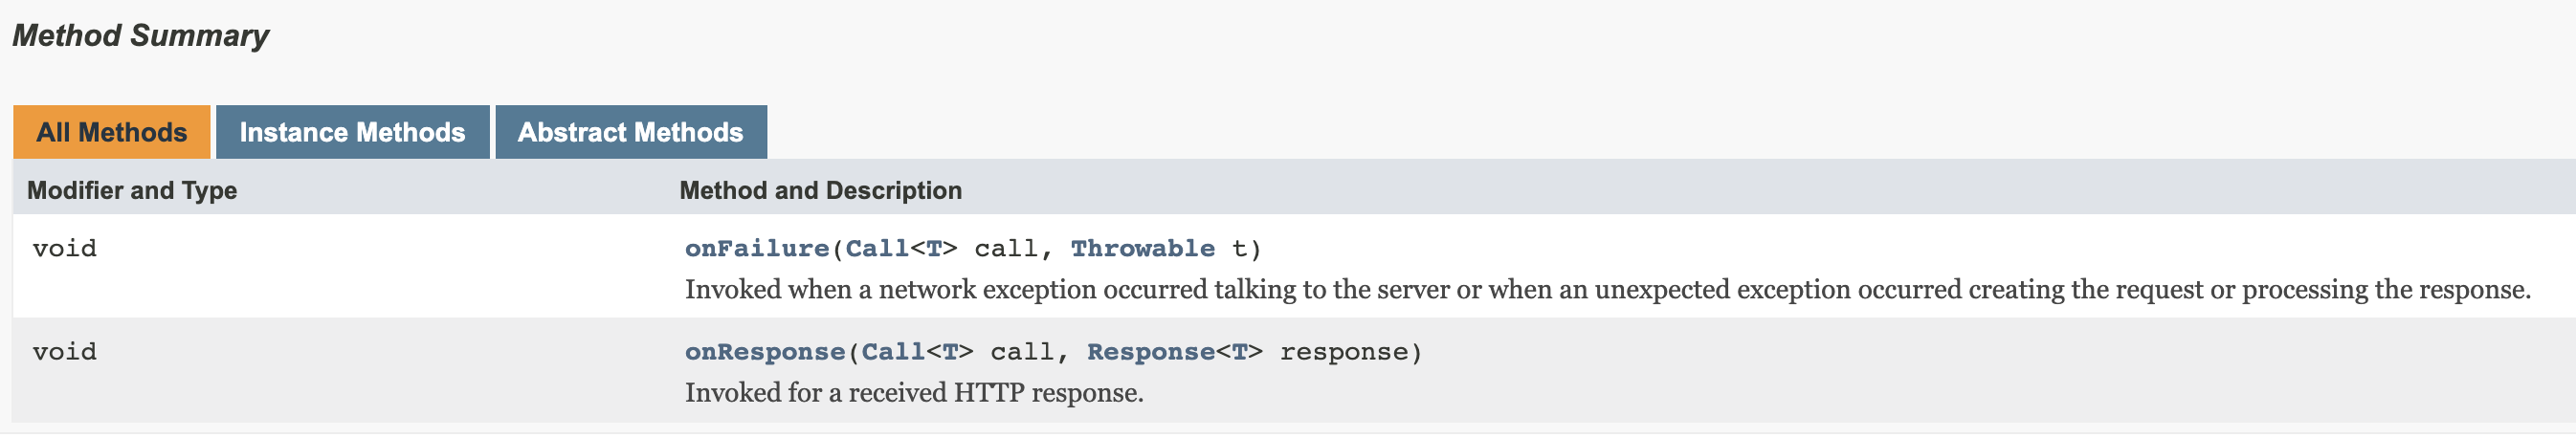 Method Summary
All Methods Instance Methods Abstract Methods
Modifier and Type Method and Description
void onFailure(Call<T> call, Throwable t)
Invoked when a network exception occurred talking to the server or when an unexpected exception occurred creating the request or processing the response.
void onResponse(Call<T> call, Response<T> response)
Invoked for a received HTTP response.